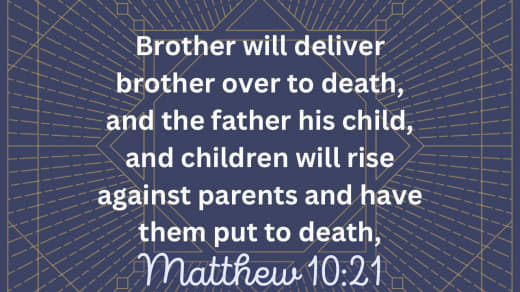 Brother will deliver
brother over to death,
and the father his child,
and children will rise
against parents and have
them put to death,
Matthew 10:21